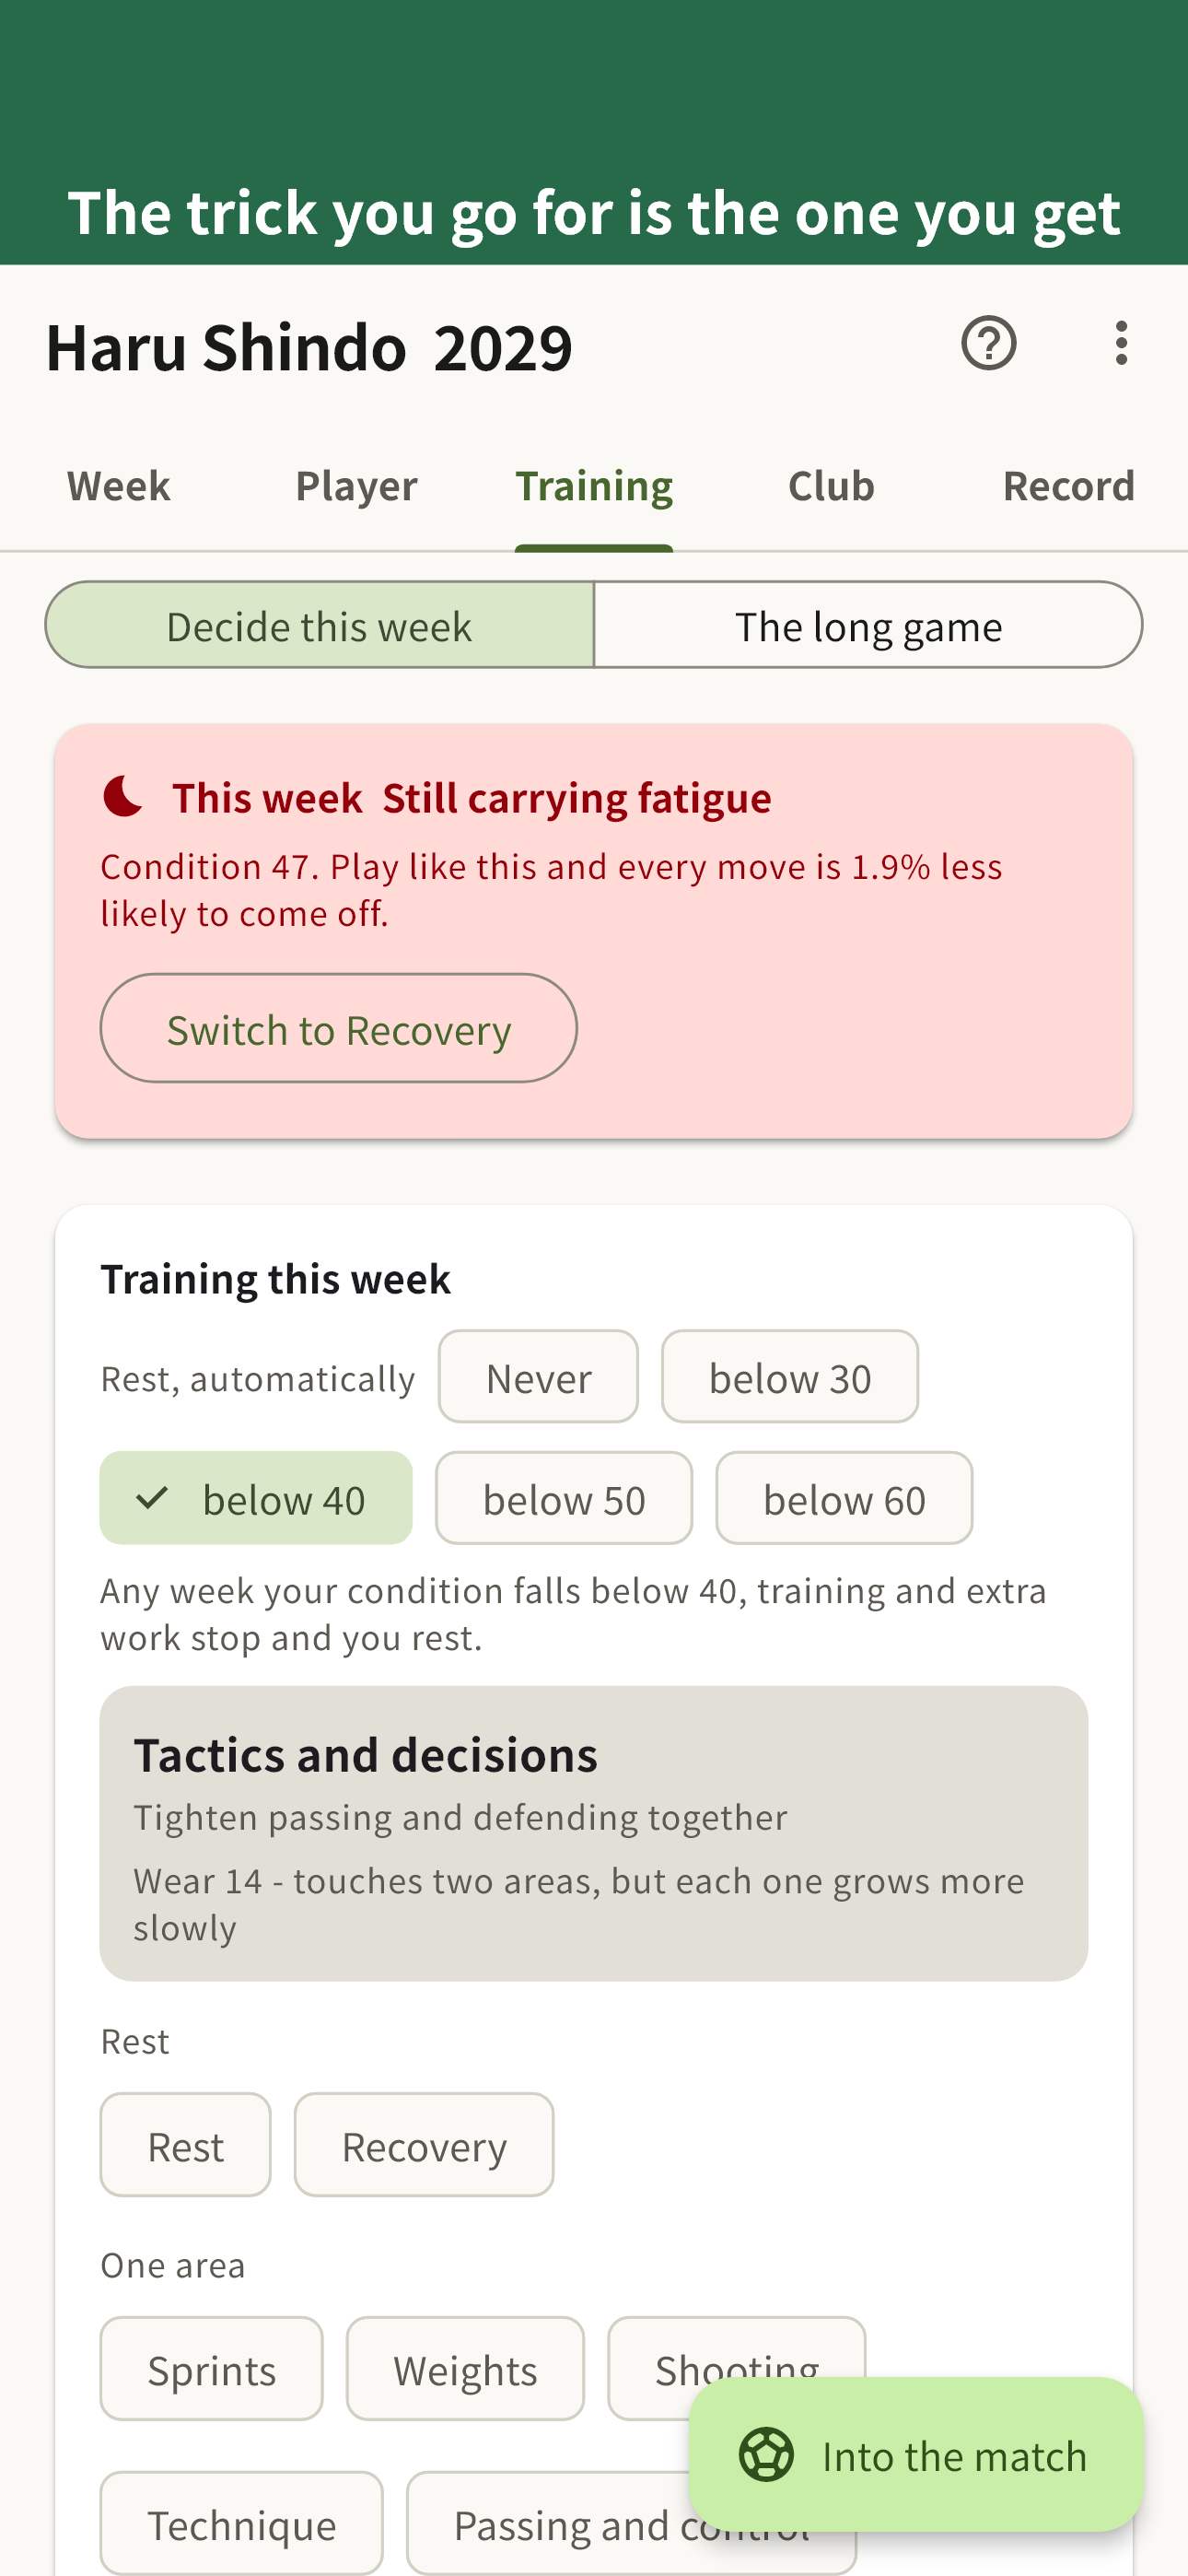 The trick you go for is the one you get
Haru Shindo 2029
Week Player Training Club Record
Decide this week The long game
This week Still carrying fatigue
Condition 47. Play like this and every move is 1.9% less
likely to come off.
Switch to Recovery
Training this week
Rest, automatically Never below 30
below 40 below 50 below 60
Any week your condition falls below 40, training and extra
work stop and you rest.
Tactics and decisions
Tighten passing and defending together
Wear 14 - touches two areas, but each one grows more
slowly
Rest
Rest Recovery
One area
Sprints Weights Shooting
Into the match
Technique Passing and control